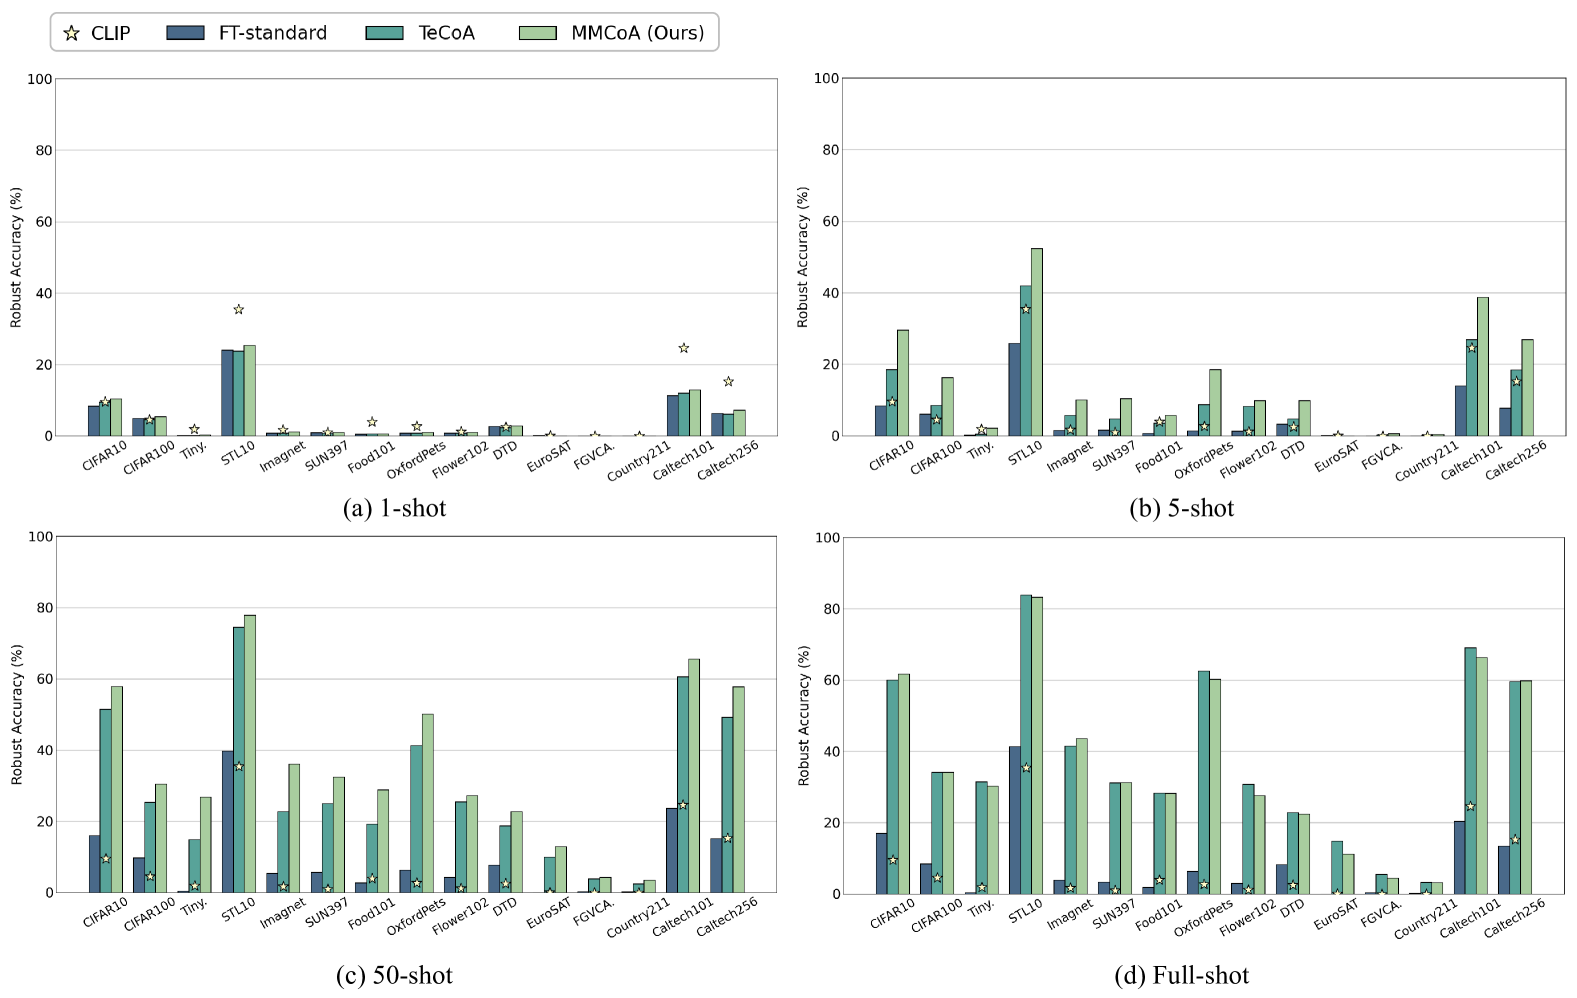 CLIP FT-standard TeCoA MMCoA (Ours)
Robust Accuracy (%)
100
80
60
40
20
0
CIFAR10 CIFAR100 Tiny. STL10 Imagnet SUN397 Food101 OxfordPets Flower102 DTD EuroSAT FGVCA. Country211 Caltech101 Caltech256
(a) 1-shot
Robust Accuracy (%)
100
80
60
40
20
0
CIFAR10 CIFAR100 Tiny. STL10 Imagnet SUN397 Food101 OxfordPets Flower102 DTD EuroSAT FGVCA. Country211 Caltech101 Caltech256
(b) 5-shot
Robust Accuracy (%)
100
80
60
40
20
0
CIFAR10 CIFAR100 Tiny. STL10 Imagnet SUN397 Food101 OxfordPets Flower102 DTD EuroSAT FGVCA. Country211 Caltech101 Caltech256
(c) 50-shot
Robust Accuracy (%)
100
80
60
40
20
0
CIFAR10 CIFAR100 Tiny. STL10 Imagnet SUN397 Food101 OxfordPets Flower102 DTD EuroSAT FGVCA. Country211 Caltech101 Caltech256
(d) Full-shot